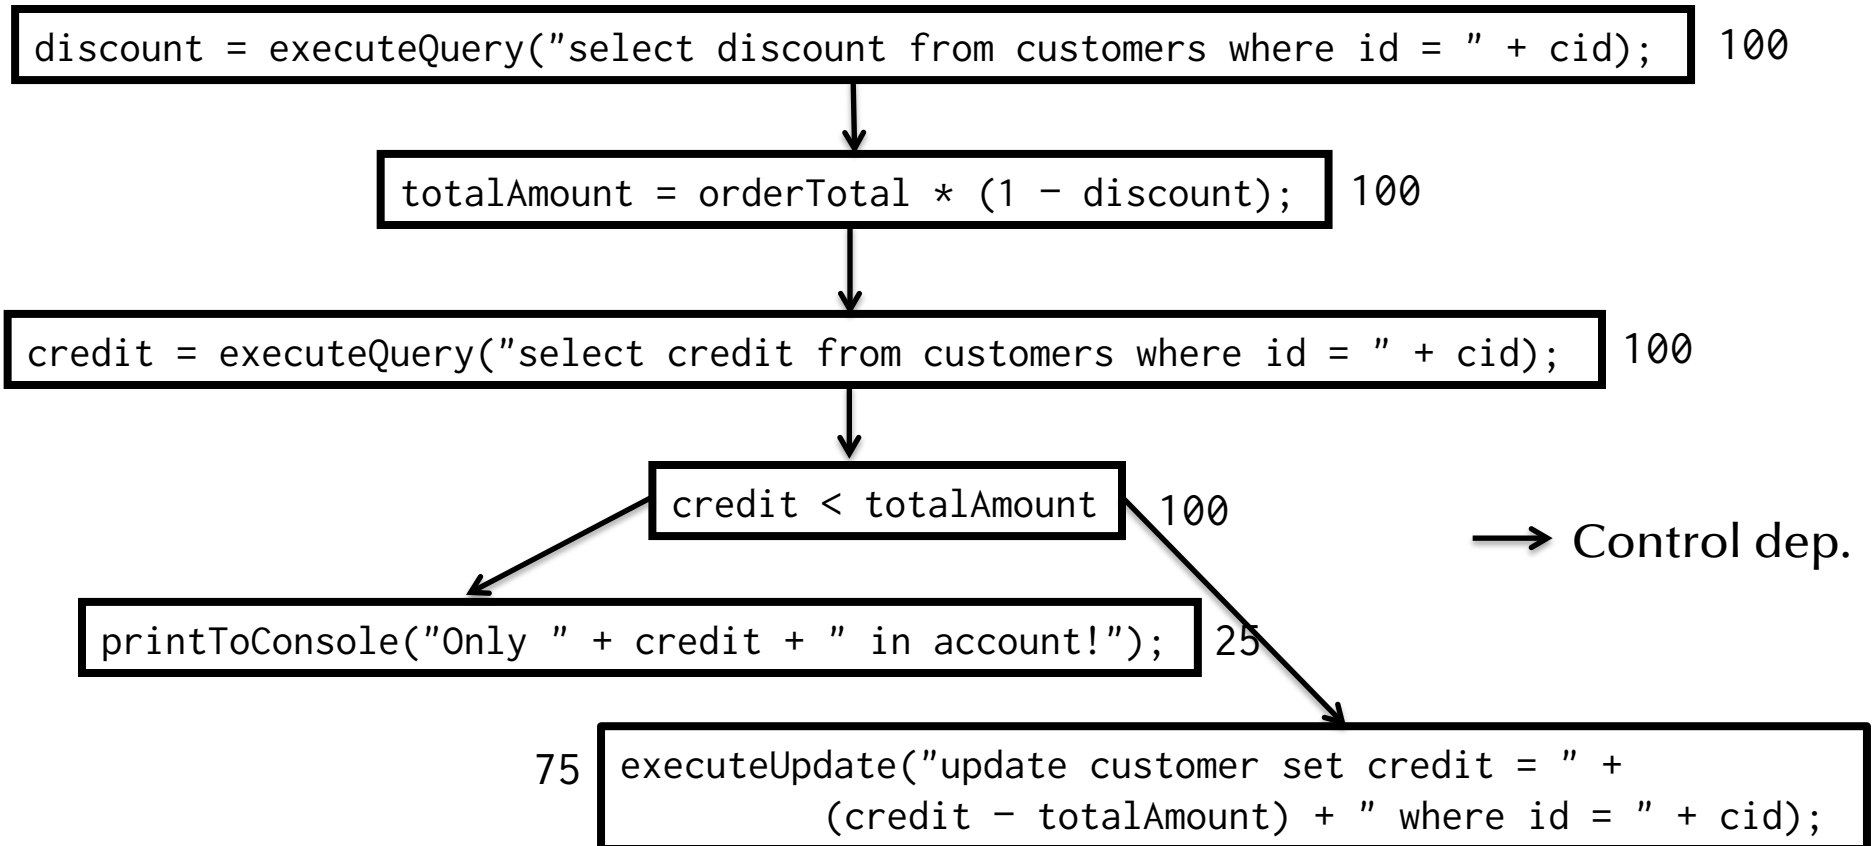 discount = executeQuery("select discount from customers where id = " + cid); 100
totalAmount = orderTotal * (1 – discount); 100
credit = executeQuery("select credit from customers where id = " + cid); 100
credit < totalAmount 100
Control dep.
printToConsole("Only " + credit + " in account!"); 25
75 executeUpdate("update customer set credit = " +
(credit – totalAmount) + " where id = " + cid);